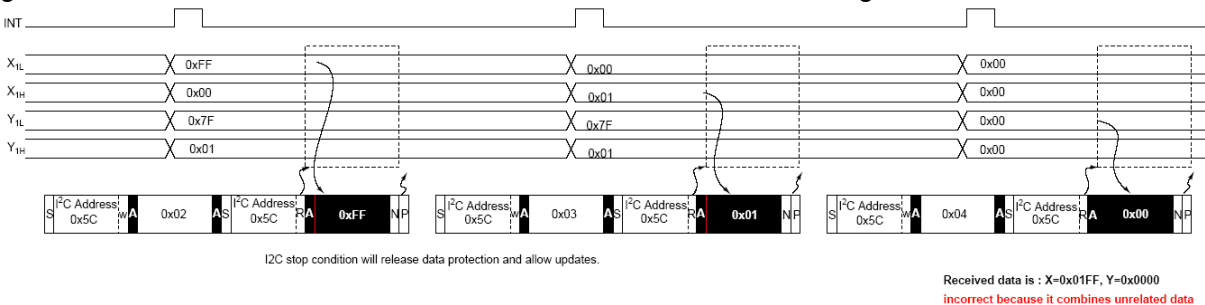 INT
X1L 0xFF 0x00 0x00
X1H 0x00 0x01 0x00
Y1L 0x7F 0x7F 0x00
Y1H 0x01 0x01 0x00
S I²C Address 0x5C w A 0x02 A S I²C Address 0x5C R A 0xFF N P
S I²C Address 0x5C w A 0x03 A S I²C Address 0x5C R A 0x01 N P
S I²C Address 0x5C w A 0x04 A S I²C Address 0x5C R A 0x00 N P
I2C stop condition will release data protection and allow updates.
Received data is : X=0x01FF, Y=0x0000
incorrect because it combines unrelated data